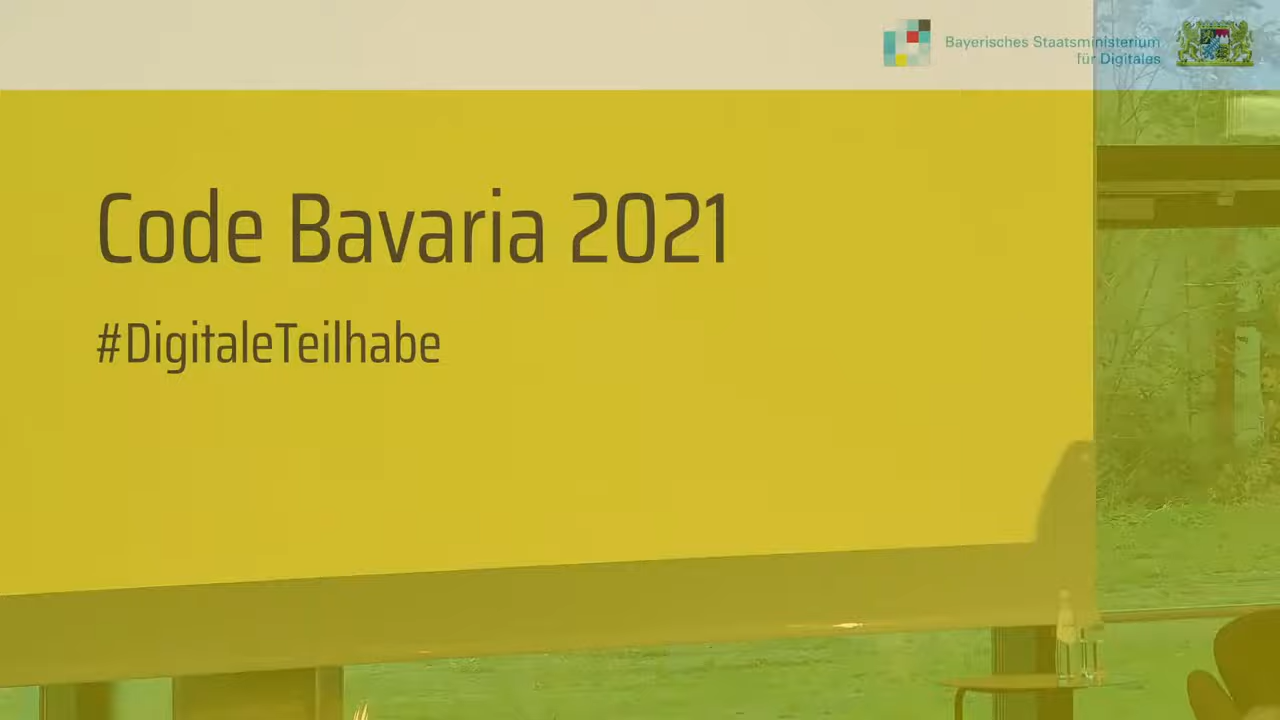 Bayerisches Staatsministerium
für Digitales
Code Bavaria 2021
#DigitaleTeilhabe